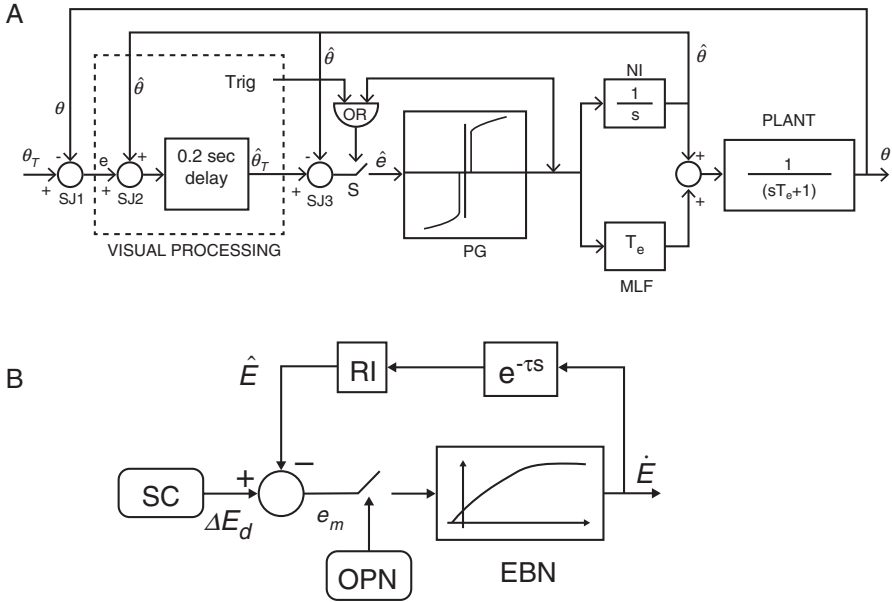 A
θ
θ̂
θ̂
Trig
OR
θ̂
NI
1
s
PLANT
θ_T
-
+
SJ1
e
+
+
SJ2
0.2 sec
delay
θ̂_T
-
+
SJ3
S
ê
PG
+
+
1
(sT_e+1)
θ
VISUAL PROCESSING
T_e
MLF
B
Ê
RI
e^-τs
SC
+
−
ΔE_d
e_m
OPN
EBN
Ė